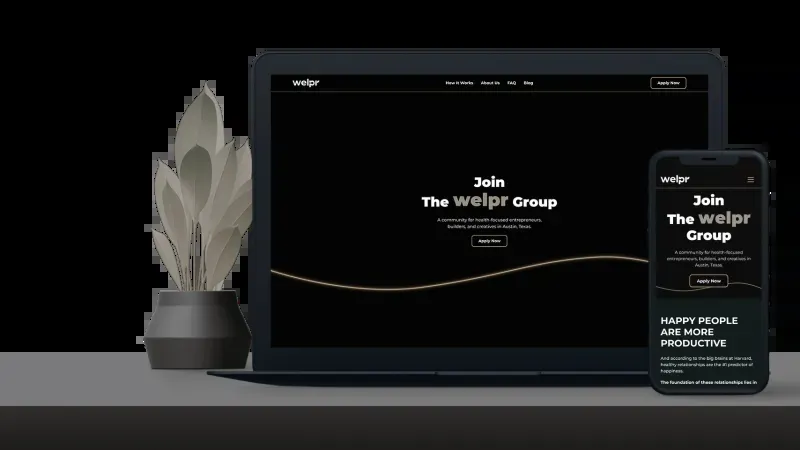 welpr
How It Works About Us FAQ Blog
Apply Now
Join
The welpr Group
A community for health-focused entrepreneurs,
builders, and creatives in Austin, Texas.
Apply Now
welpr
Join
The welpr
Group
A community for health-focused
entrepreneurs, builders, and creatives in
Austin, Texas.
Apply Now
HAPPY PEOPLE
ARE MORE
PRODUCTIVE
And according to the big brains at Harvard,
healthy relationships are the #1 predictor of
happiness.
The foundation of these relationships lies in